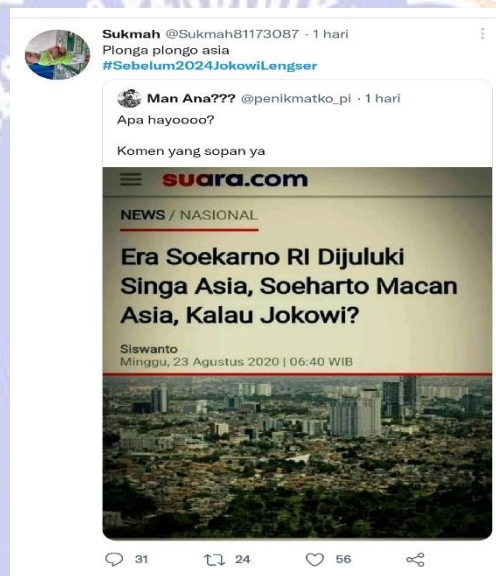 Sukmah @Sukmah81173087 · 1 hari
Plonga plongo asia
#Sebelum2024JokowiLengser
Man Ana??? @penikmatko_pi · 1 hari
Apa hayoooo?
Komen yang sopan ya
suara.com
NEWS / NASIONAL
Era Soekarno RI Dijuluki
Singa Asia, Soeharto Macan
Asia, Kalau Jokowi?
Siswanto
Minggu, 23 Agustus 2020 | 06:40 WIB
31 24 56